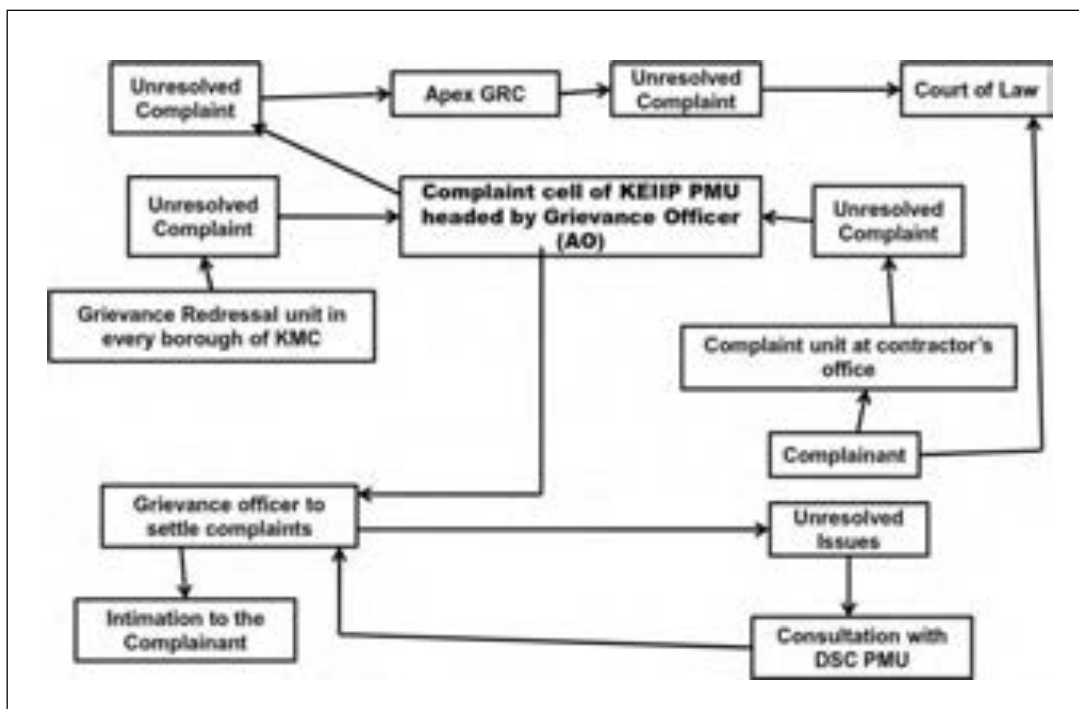 Unresolved
Complaint
Apex GRC
Unresolved
Complaint
Court of Law
Unresolved
Complaint
Complaint cell of KEIIP PMU
headed by Grievance Officer
(AO)
Unresolved
Complaint
Grievance Redressal unit in
every borough of KMC
Complaint unit at contractor's
office
Complainant
Grievance officer to
settle complaints
Unresolved
Issues
Intimation to the
Complainant
Consultation with
DSC PMU